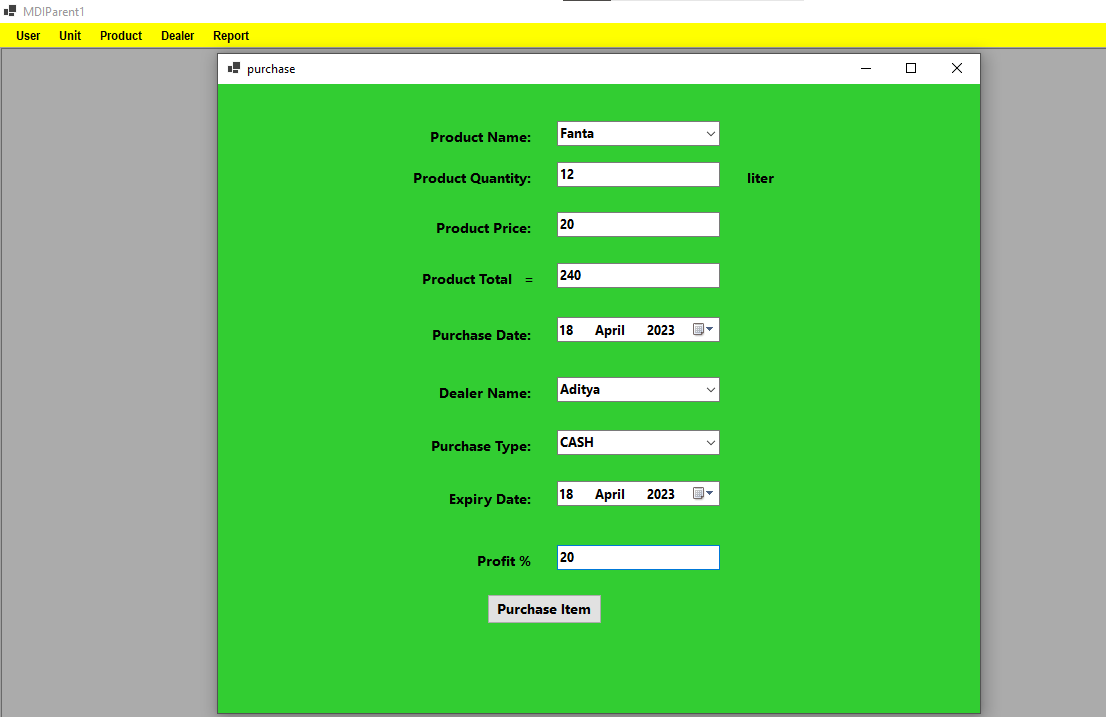 MDIParent1
User Unit Product Dealer Report
purchase
Product Name: Fanta
Product Quantity: 12 liter
Product Price: 20
Product Total = 240
Purchase Date: 18 April 2023
Dealer Name: Aditya
Purchase Type: CASH
Expiry Date: 18 April 2023
Profit % 20
Purchase Item